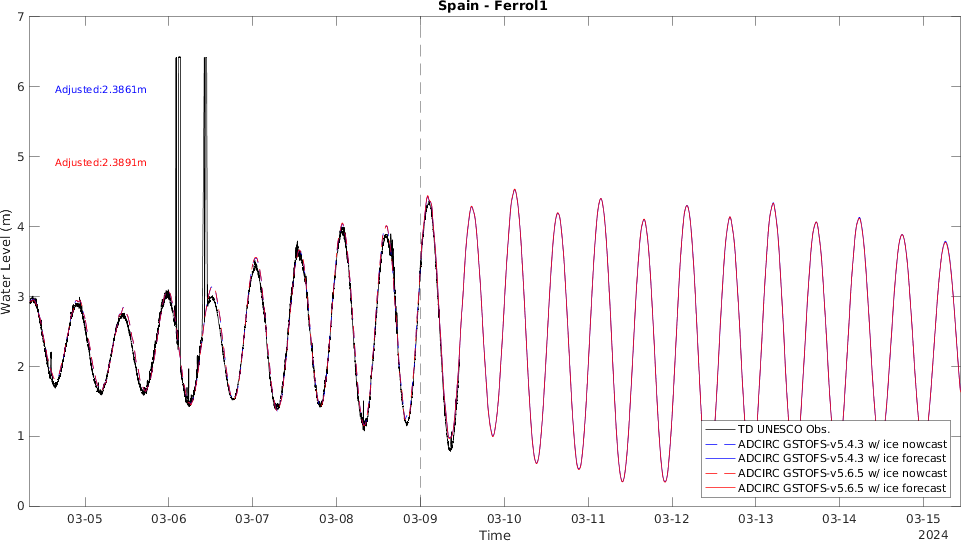 Spain - Ferrol1
7
6
5
4
3
2
1
0
Water Level (m)
Adjusted:2.3861m
Adjusted:2.3891m
TD UNESCO Obs.
ADCIRC GSTOFS-v5.4.3 w/ ice nowcast
ADCIRC GSTOFS-v5.4.3 w/ ice forecast
ADCIRC GSTOFS-v5.6.5 w/ ice nowcast
ADCIRC GSTOFS-v5.6.5 w/ ice forecast
03-05 03-06 03-07 03-08 03-09 03-10 03-11 03-12 03-13 03-14 03-15
Time
2024